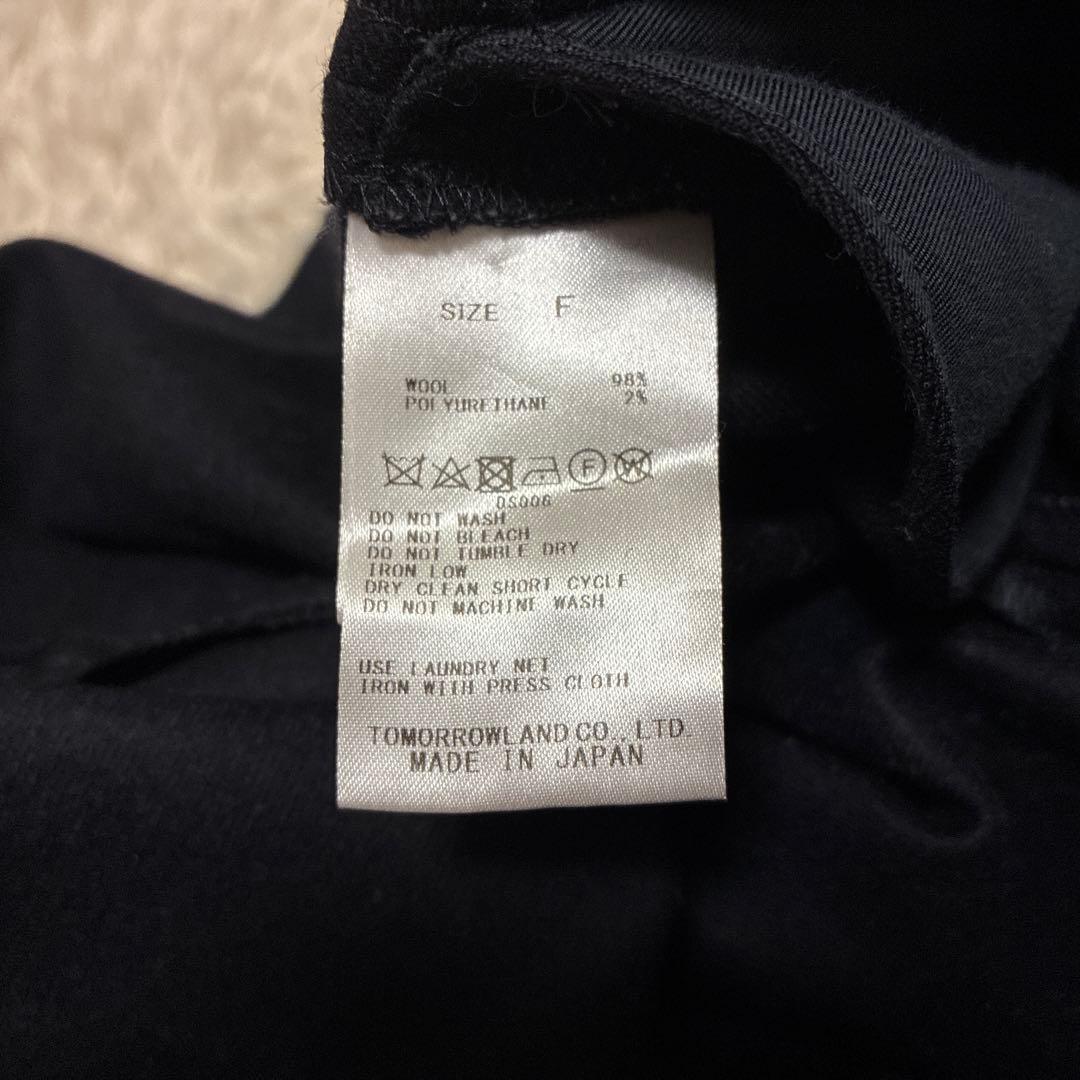 SIZE F
WOOL 98%
POLYURETHANE 2%
F W
DS006
DO NOT WASH
DO NOT BLEACH
DO NOT TUMBLE DRY
IRON LOW
DRY CLEAN SHORT CYCLE
DO NOT MACHINE WASH
USE LAUNDRY NET
IRON WITH PRESS CLOTH
TOMORROWLAND CO., LTD.
MADE IN JAPAN